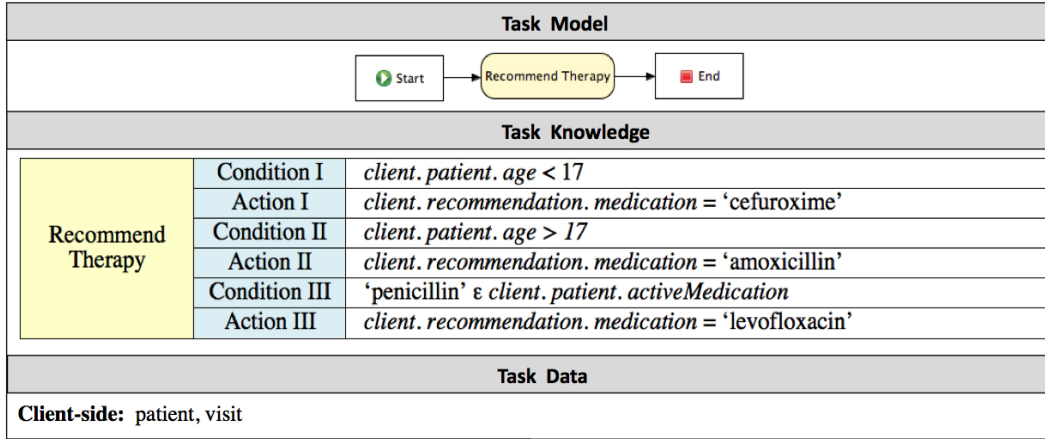 Task Model
Start
Recommend Therapy
End
Task Knowledge
Recommend Therapy
Condition I client. patient. age < 17
Action I client. recommendation. medication = ‘cefuroxime’
Condition II client. patient. age > 17
Action II client. recommendation. medication = ‘amoxicillin’
Condition III ‘penicillin’ ε client. patient. activeMedication
Action III client. recommendation. medication = ‘levofloxacin’
Task Data
Client-side: patient, visit